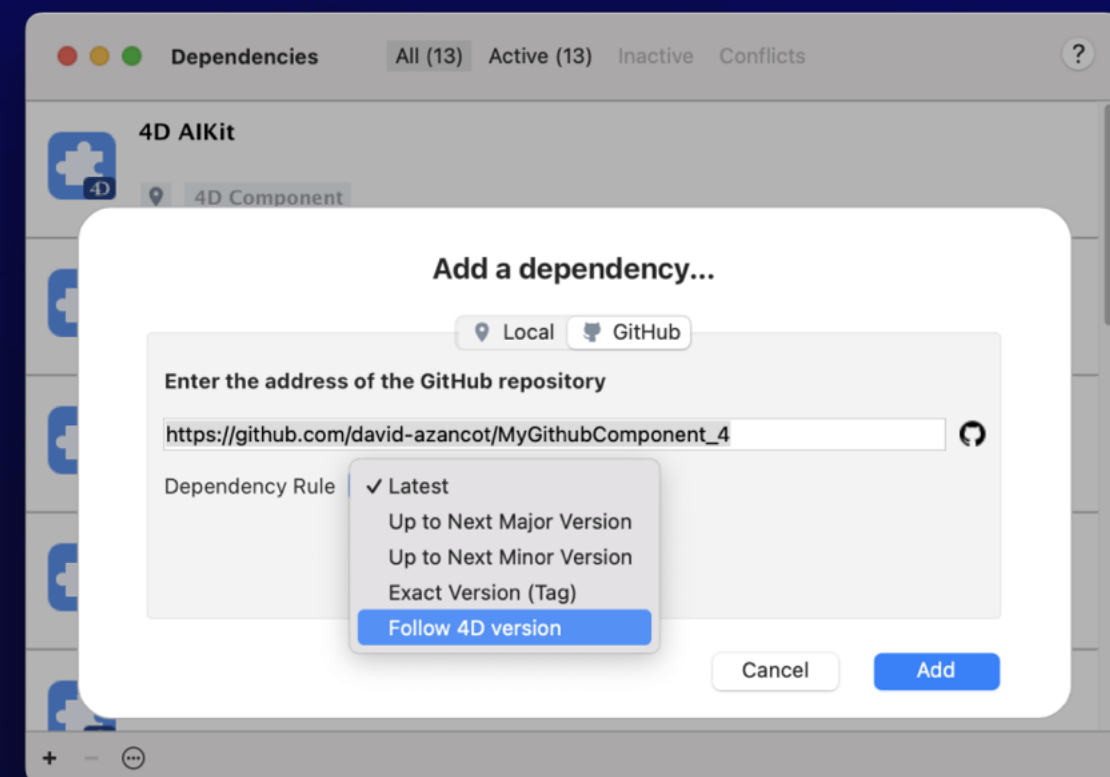 Dependencies All (13) Active (13) Inactive Conflicts ?
4D AIKit
4D
4D Component
Add a dependency...
Local GitHub
Enter the address of the GitHub repository
https://github.com/david-azancot/MyGithubComponent_4
Dependency Rule ✓ Latest
Up to Next Major Version
Up to Next Minor Version
Exact Version (Tag)
Follow 4D version
Cancel Add